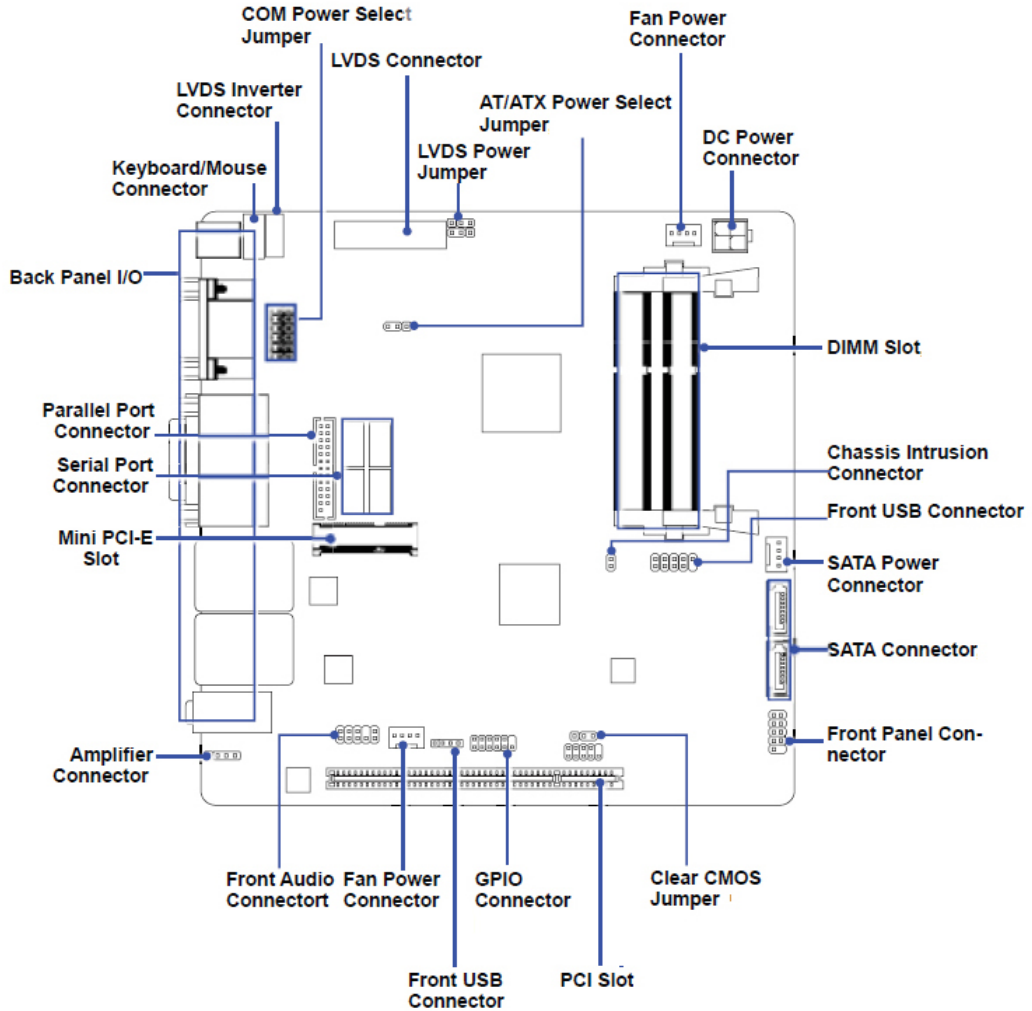 COM Power Select
Jumper
Fan Power
Connector
LVDS Connector
LVDS Inverter
Connector
AT/ATX Power Select
Jumper
DC Power
Connector
LVDS Power
Jumper
Keyboard/Mouse
Connector
Back Panel I/O
DIMM Slot
Parallel Port
Connector
Chassis Intrusion
Connector
Serial Port
Connector
Front USB Connector
Mini PCI-E
Slot
SATA Power
Connector
SATA Connector
Front Panel Con-
nector
Amplifier
Connector
Front Audio
Connectort
Fan Power
Connector
GPIO
Connector
Clear CMOS
Jumper
Front USB
Connector
PCI Slot